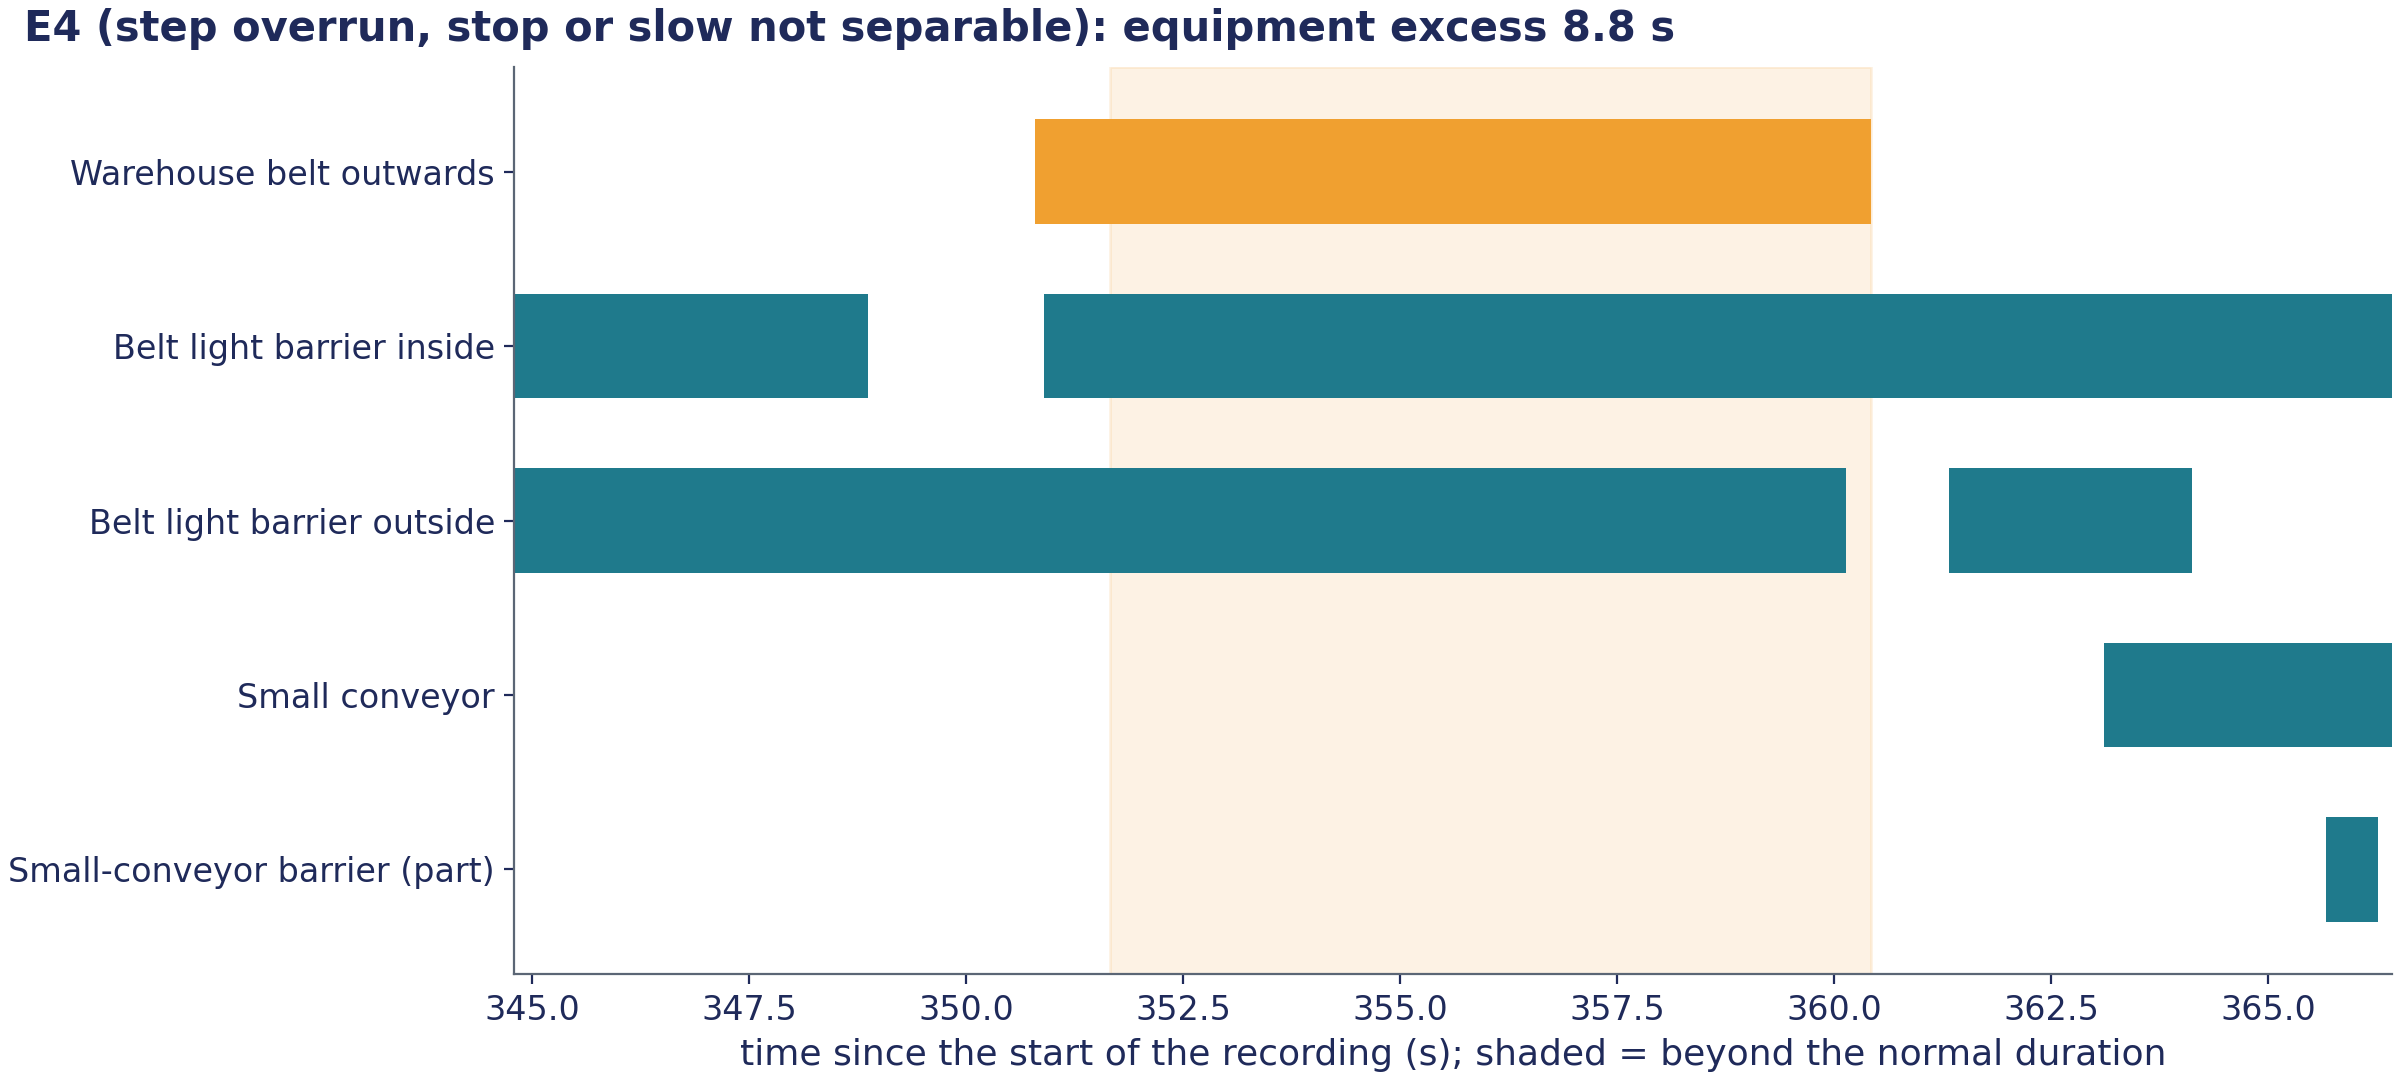 E4 (step overrun, stop or slow not separable): equipment excess 8.8 s
Warehouse belt outwards
Belt light barrier inside
Belt light barrier outside
Small conveyor
Small-conveyor barrier (part)
345.0 347.5 350.0 352.5 355.0 357.5 360.0 362.5 365.0
time since the start of the recording (s); shaded = beyond the normal duration